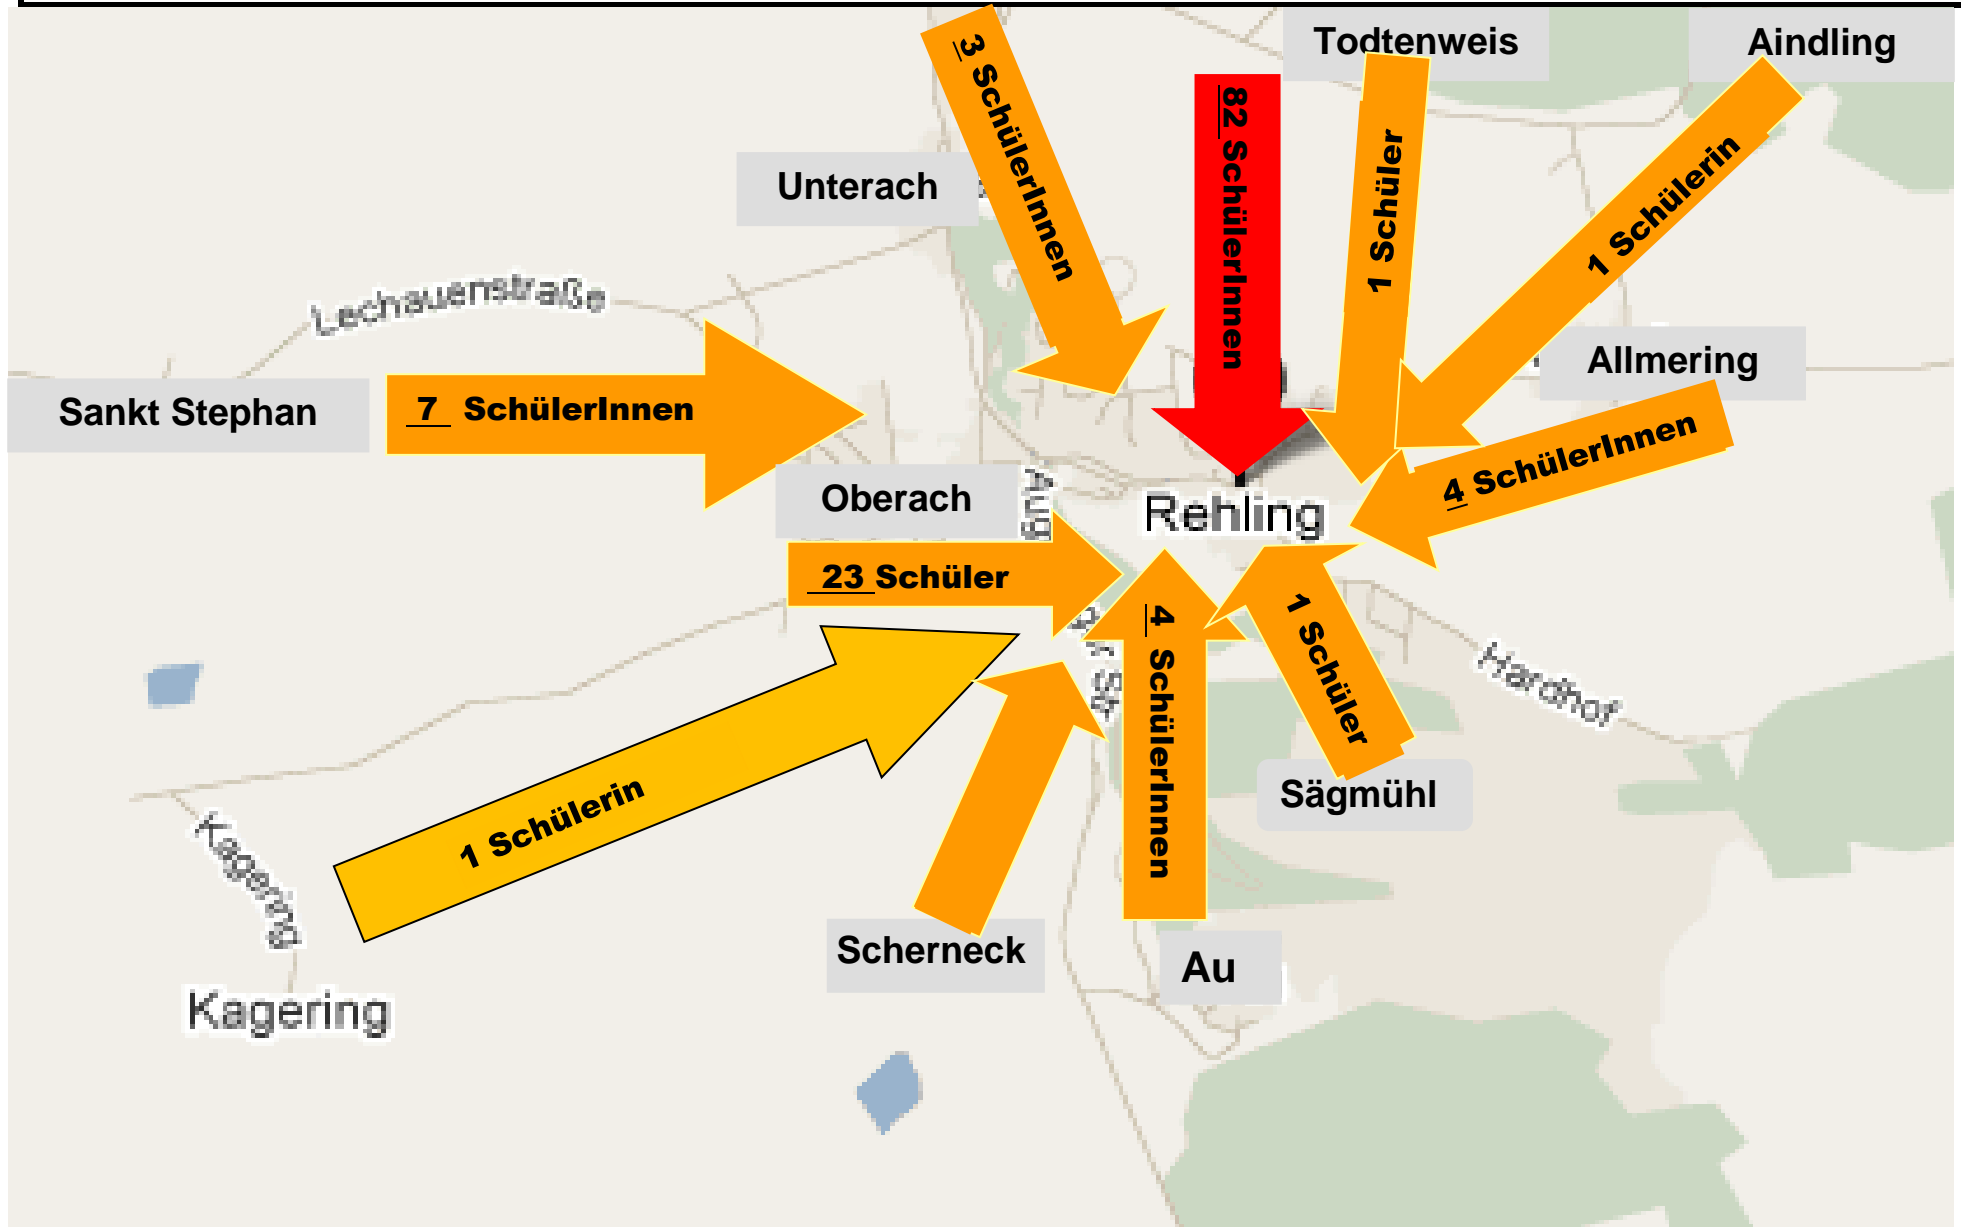 Todtenweis
Aindling
3 SchülerInnen
82 SchülerInnen
1 Schüler
1 Schülerin
Unterach
Lechauenstraße
Allmering
Sankt Stephan
7 SchülerInnen
4 SchülerInnen
Oberach
Aug
Rehling
23 Schüler
4 SchülerInnen
1 Schüler
Hardhof
Sägmühl
1 Schülerin
Kagering
Scherneck
Au
Kagering